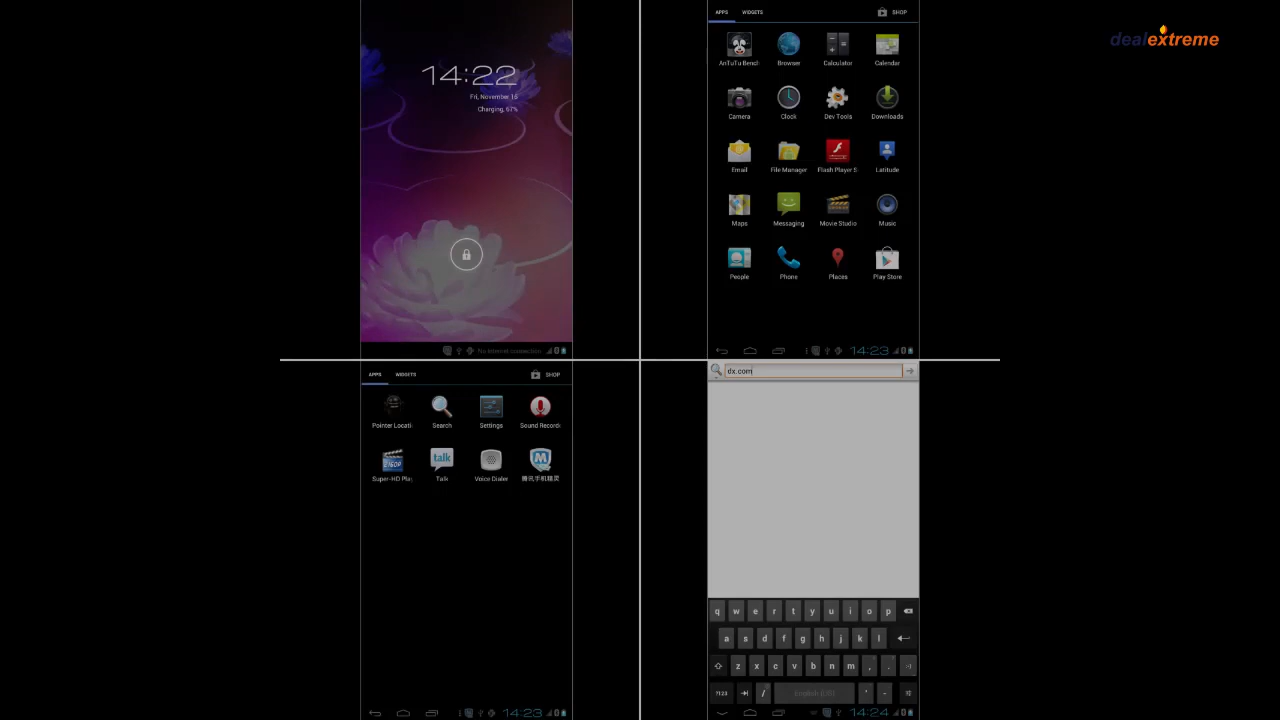 dealextreme
14:22
Fri, November 16
Charging, 67%
No internet connection
APPS WIDGETS SHOP
AnTuTu Bench Browser Calculator Calendar
Camera Clock Dev Tools Downloads
Email File Manager Flash Player S Latitude
Maps Messaging Movie Studio Music
People Phone Places Play Store
14:23
APPS WIDGETS SHOP
Pointer Locati Search Settings Sound Record
2160P talk M
Super-HD Play Talk Voice Dialer 腾讯手机精灵
14:23
dx.com
q w e r t y u i o p
a s d f g h j k l
z x c v b n m , .
?123 / English (US) ' -
14:24